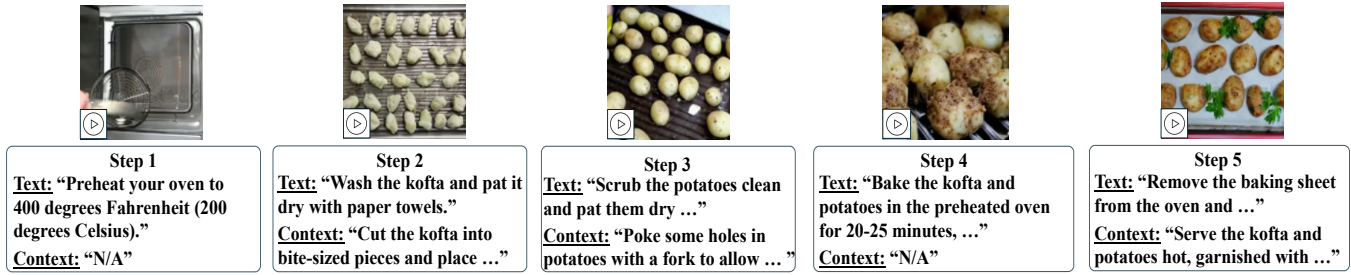 Step 1
Text: “Preheat your oven to
400 degrees Fahrenheit (200
degrees Celsius).”
Context: “N/A”
Step 2
Text: “Wash the kofta and pat it
dry with paper towels.”
Context: “Cut the kofta into
bite-sized pieces and place …”
Step 3
Text: “Scrub the potatoes clean
and pat them dry …”
Context: “Poke some holes in
potatoes with a fork to allow … ”
Step 4
Text: “Bake the kofta and
potatoes in the preheated oven
for 20-25 minutes, …”
Context: “N/A”
Step 5
Text: “Remove the baking sheet
from the oven and …”
Context: “Serve the kofta and
potatoes hot, garnished with …”